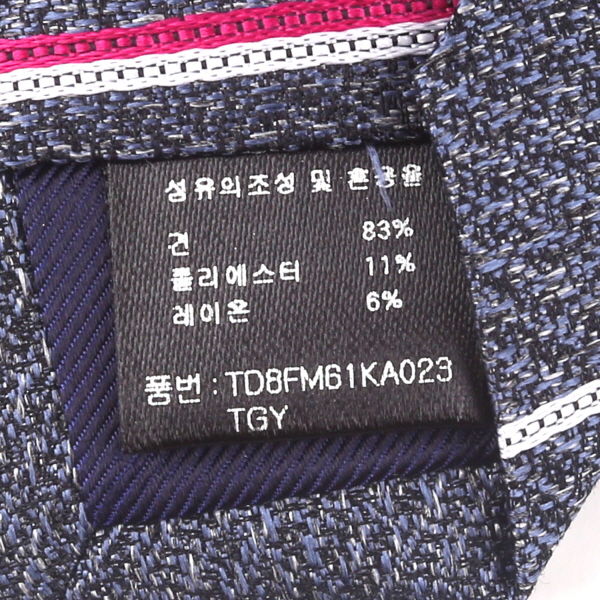 섬유의조성 및 혼용율
견 83%
폴리에스터 11%
레이온 6%
품번 : TD8FM61KA023
TGY